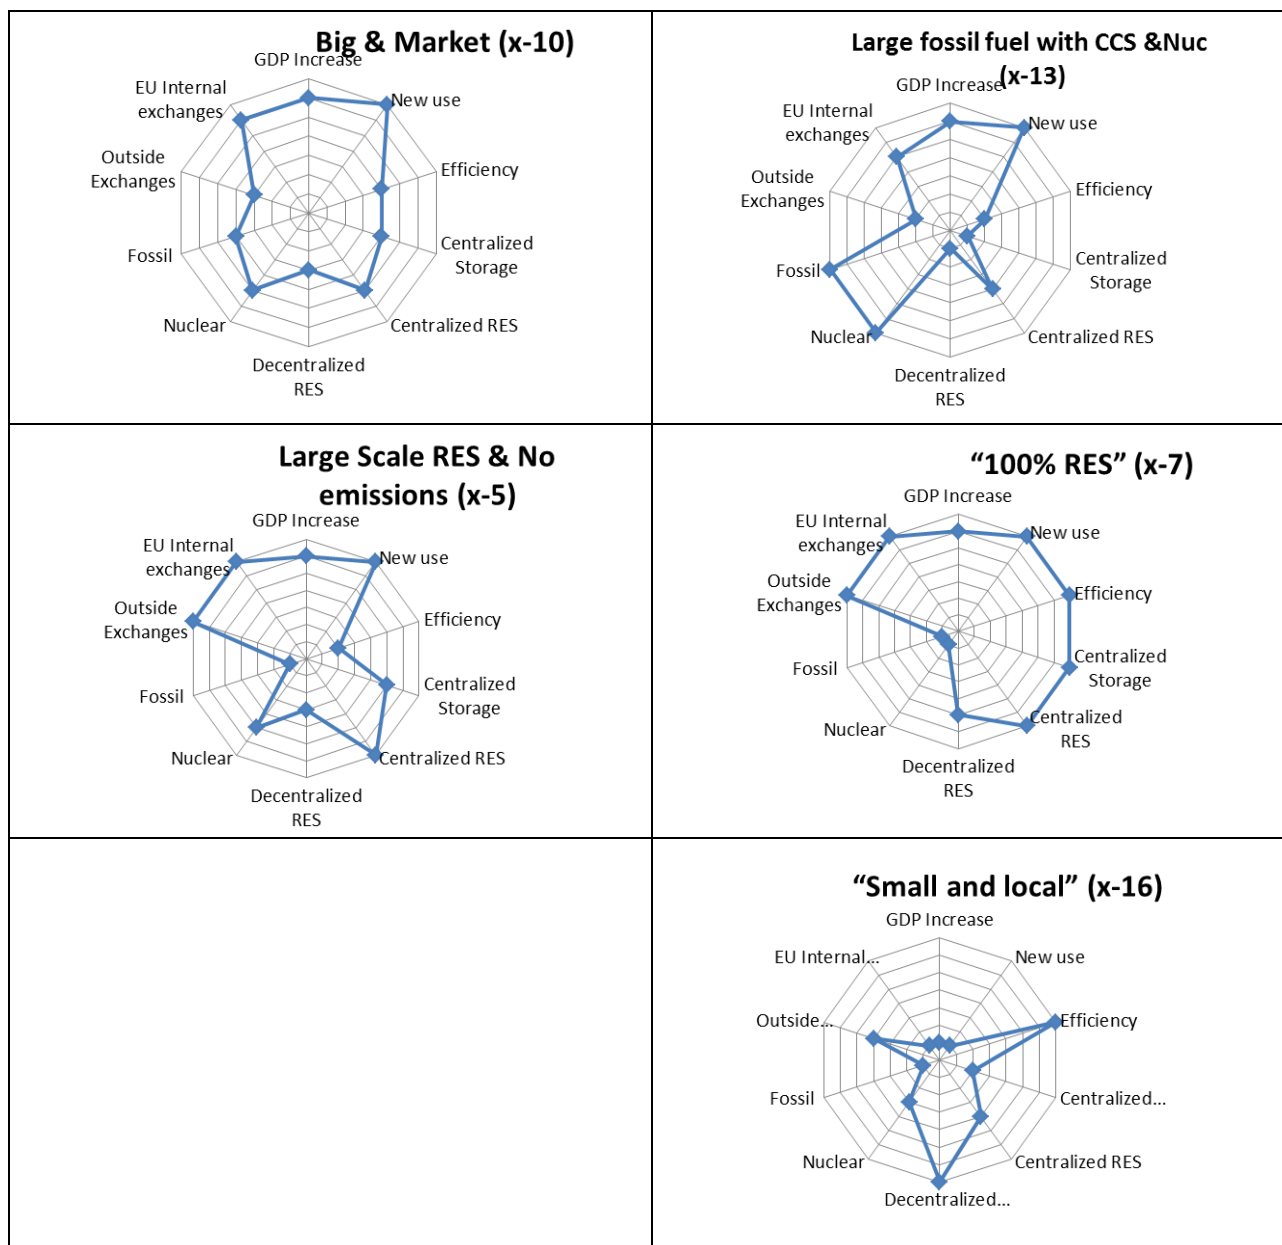 Big & Market (x-10)
GDP Increase
New use
Efficiency
Centralized
Storage
Centralized RES
Decentralized
RES
Nuclear
Fossil
Outside
Exchanges
EU Internal
exchanges
Large fossil fuel with CCS &Nuc
(x-13)
GDP Increase
New use
Efficiency
Centralized
Storage
Centralized RES
Decentralized
RES
Nuclear
Fossil
Outside
Exchanges
EU Internal
exchanges
Large Scale RES & No
emissions (x-5)
GDP Increase
New use
Efficiency
Centralized
Storage
Centralized RES
Decentralized
RES
Nuclear
Fossil
Outside
Exchanges
EU Internal
exchanges
“100% RES” (x-7)
GDP Increase
New use
Efficiency
Centralized
Storage
Centralized
RES
Decentralized
RES
Nuclear
Fossil
Outside
Exchanges
EU Internal
exchanges
“Small and local” (x-16)
GDP Increase
New use
Efficiency
Centralized...
Centralized RES
Decentralized...
Nuclear
Fossil
Outside...
EU Internal...